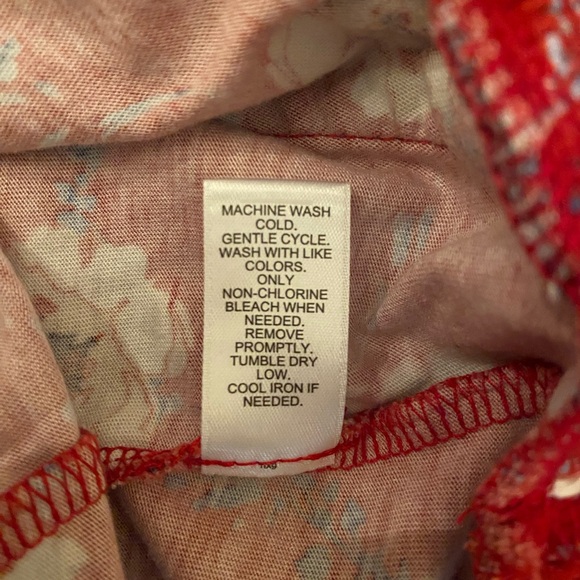 MACHINE WASH
COLD.
GENTLE CYCLE.
WASH WITH LIKE
COLORS.
ONLY
NON-CHLORINE
BLEACH WHEN
NEEDED.
REMOVE
PROMPTLY.
TUMBLE DRY
LOW.
COOL IRON IF
NEEDED.